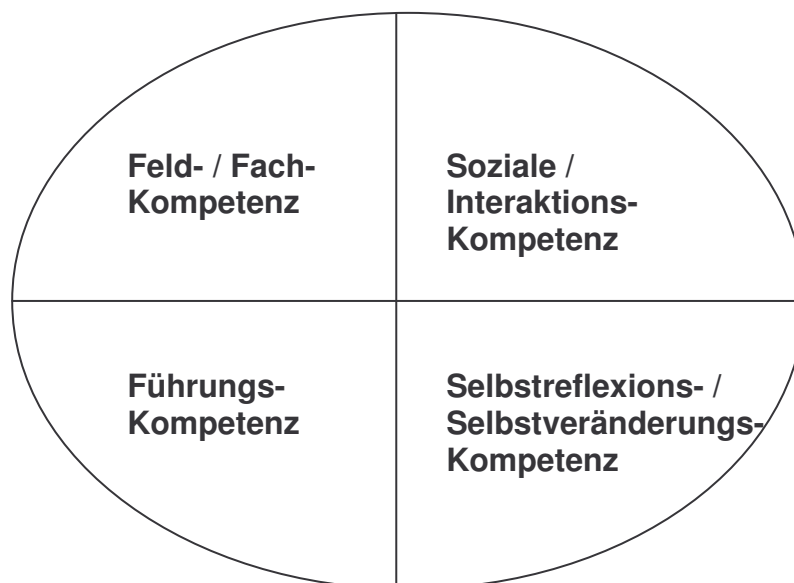 Feld- / Fach-
Kompetenz
Soziale /
Interaktions-
Kompetenz
Führungs-
Kompetenz
Selbstreflexions- /
Selbstveränderungs-
Kompetenz